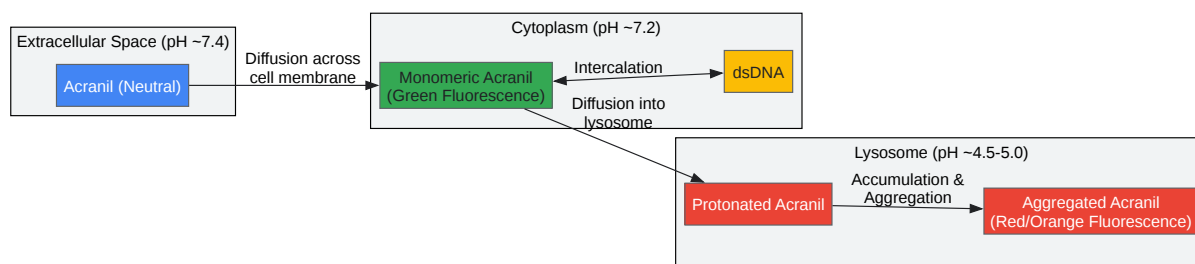 Extracellular Space (pH ~7.4)
Acranil (Neutral)
Diffusion across
cell membrane
Cytoplasm (pH ~7.2)
Monomeric Acranil
(Green Fluorescence)
Intercalation
dsDNA
Diffusion into
lysosome
Lysosome (pH ~4.5-5.0)
Protonated Acranil
Accumulation &
Aggregation
Aggregated Acranil
(Red/Orange Fluorescence)